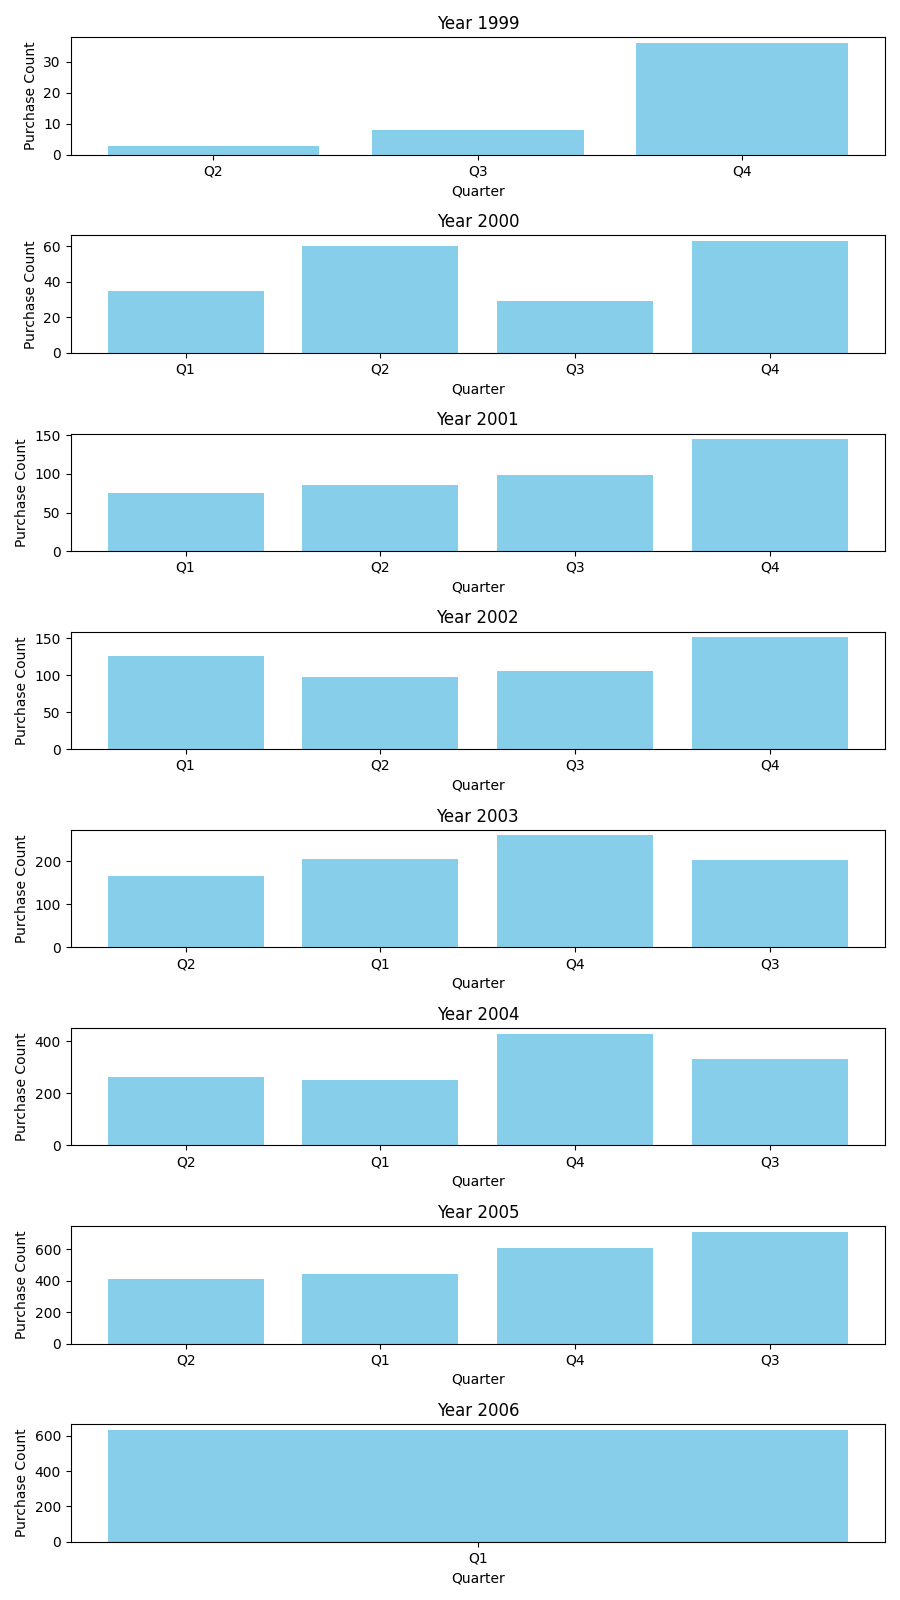 Year 1999
Purchase Count
30
20
10
0
Q2 Q3 Q4
Quarter
Year 2000
Purchase Count
60
40
20
0
Q1 Q2 Q3 Q4
Quarter
Year 2001
Purchase Count
150
100
50
0
Q1 Q2 Q3 Q4
Quarter
Year 2002
Purchase Count
150
100
50
0
Q1 Q2 Q3 Q4
Quarter
Year 2003
Purchase Count
200
100
0
Q2 Q1 Q4 Q3
Quarter
Year 2004
Purchase Count
400
200
0
Q2 Q1 Q4 Q3
Quarter
Year 2005
Purchase Count
600
400
200
0
Q2 Q1 Q4 Q3
Quarter
Year 2006
Purchase Count
600
400
200
0
Q1
Quarter